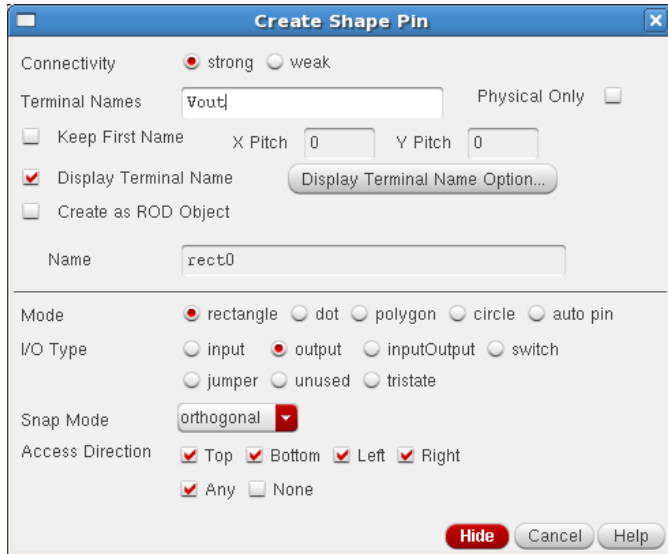 Create Shape Pin
Connectivity strong weak
Terminal Names Vout Physical Only
Keep First Name X Pitch 0 Y Pitch 0
Display Terminal Name Display Terminal Name Option...
Create as ROD Object
Name rect0
Mode rectangle dot polygon circle auto pin
I/O Type input output inputOutput switch
jumper unused tristate
Snap Mode orthogonal
Access Direction Top Bottom Left Right
Any None
Hide Cancel Help